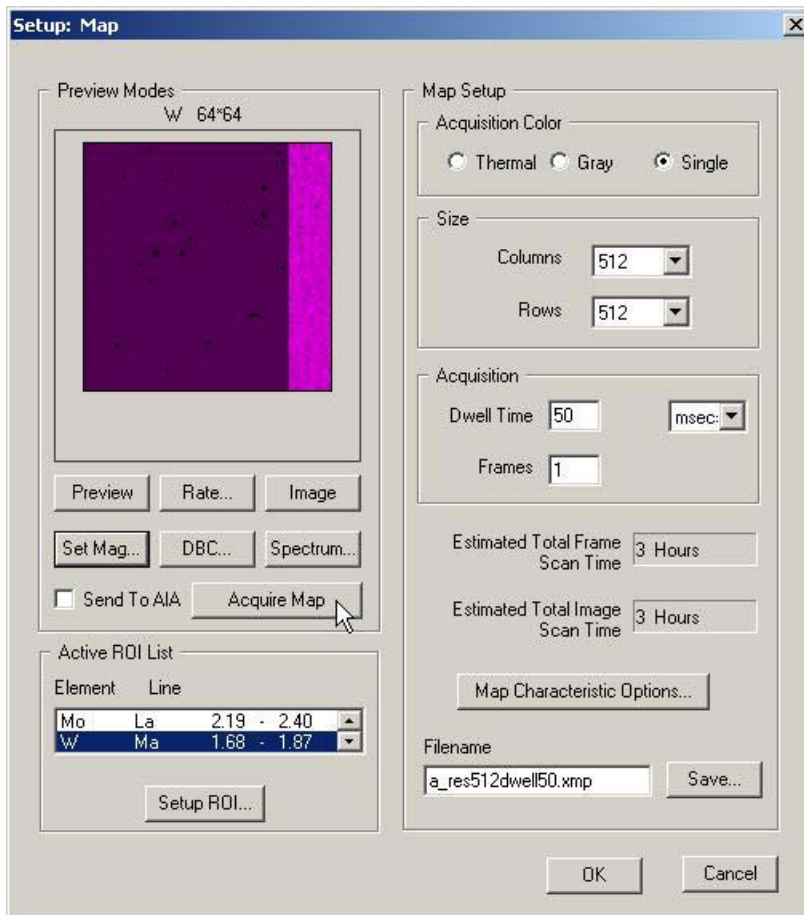 Setup: Map
Preview Modes
W 64*64
Preview
Rate...
Image
Set Mag...
DBC...
Spectrum...
Send To AIA
Acquire Map
Active ROI List
Element Line
Mo La 2.19 - 2.40
W Ma 1.68 - 1.87
Setup ROI...
Map Setup
Acquisition Color
Thermal Gray Single
Size
Columns 512
Rows 512
Acquisition
Dwell Time 50 msec:
Frames 1
Estimated Total Frame
Scan Time
3 Hours
Estimated Total Image
Scan Time
3 Hours
Map Characteristic Options...
Filename
a_res512dwell50.xmp
Save...
OK
Cancel